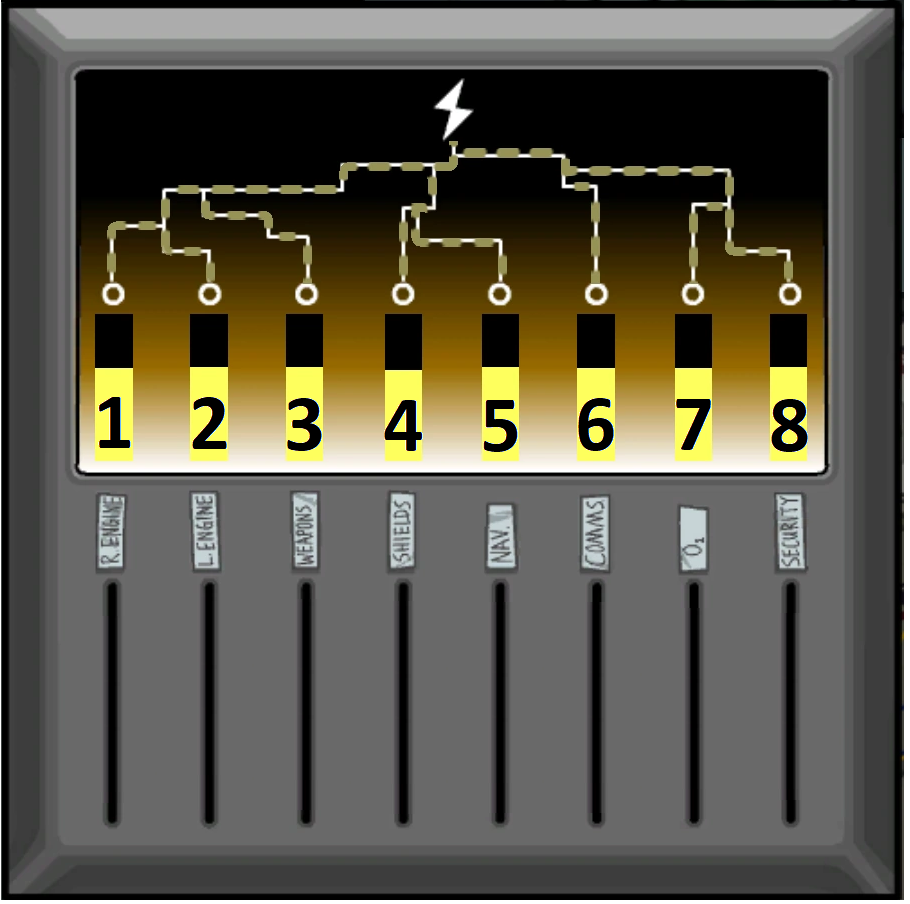 1 2 3 4 5 6 7 8
R.ENGINE
L.ENGINE
WEAPONS
SHIELDS
NAV.
COMMS
O₂
SECURITY